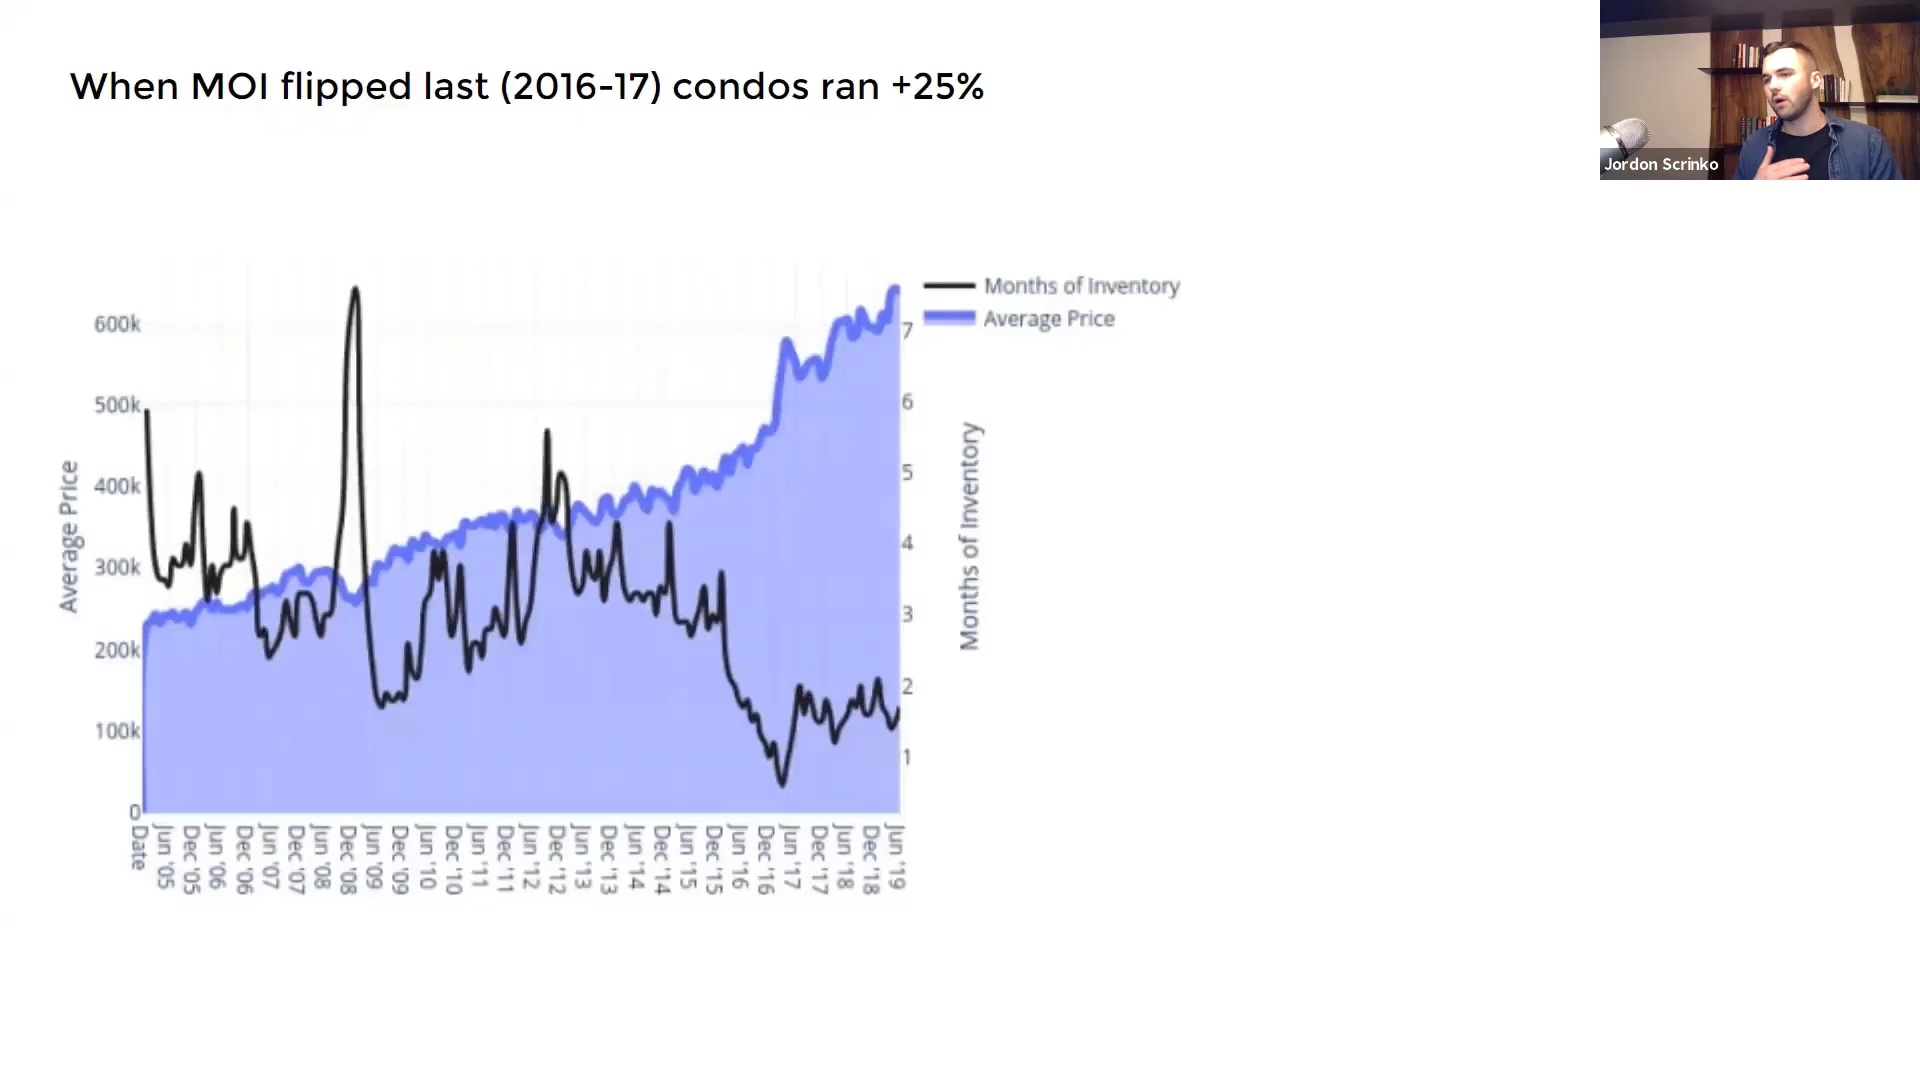 When MOI flipped last (2016-17) condos ran +25%
Jordon Scrinko
Months of Inventory
Average Price
600k
500k
400k
300k
200k
100k
0
Average Price
7
6
5
4
3
2
1
Months of Inventory
Date
Jun '05
Dec '05
Jun '06
Dec '06
Jun '07
Dec '07
Jun '08
Dec '08
Jun '09
Dec '09
Jun '10
Dec '10
Jun '11
Dec '11
Jun '12
Dec '12
Jun '13
Dec '13
Jun '14
Dec '14
Jun '15
Dec '15
Jun '16
Dec '16
Jun '17
Dec '17
Jun '18
Dec '18
Jun '19